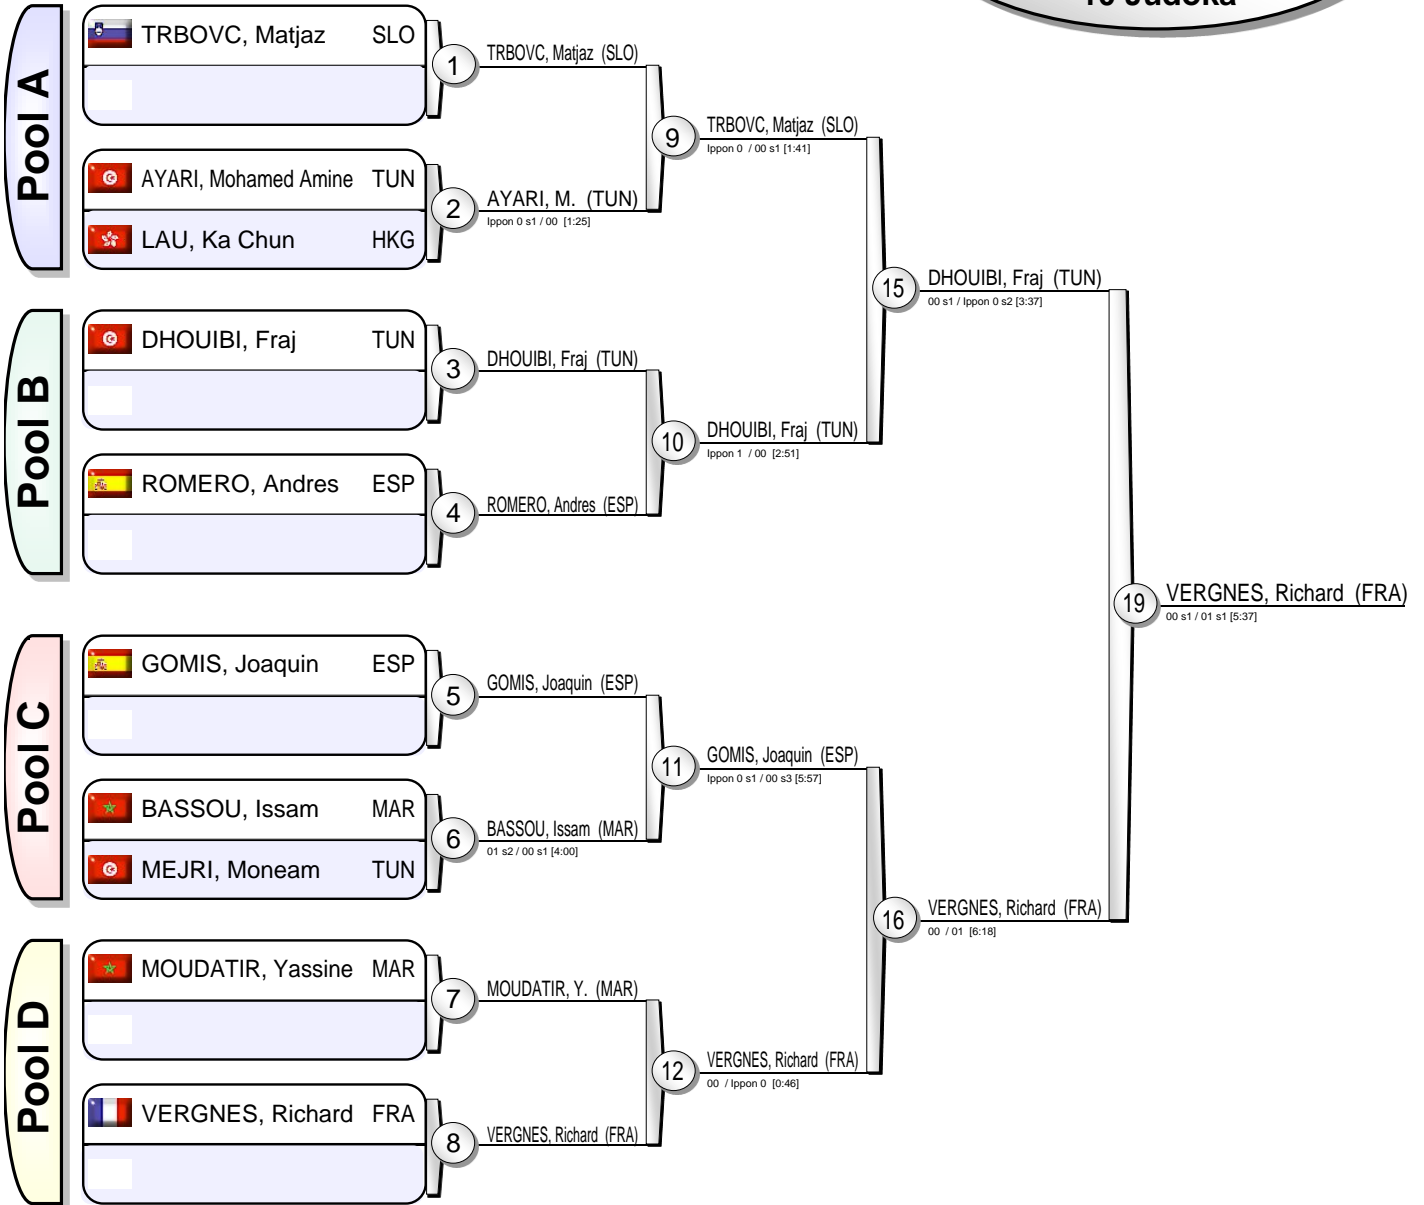 10 Judoka
Pool A
TRBOVC, Matjaz SLO
AYARI, Mohamed Amine TUN
LAU, Ka Chun HKG
1
TRBOVC, Matjaz (SLO)
2
AYARI, M. (TUN)
Ippon 0 s1 / 00 [1:25]
9
TRBOVC, Matjaz (SLO)
Ippon 0 / 00 s1 [1:41]
Pool B
DHOUIBI, Fraj TUN
ROMERO, Andres ESP
3
DHOUIBI, Fraj (TUN)
4
ROMERO, Andres (ESP)
10
DHOUIBI, Fraj (TUN)
Ippon 1 / 00 [2:51]
15
DHOUIBI, Fraj (TUN)
00 s1 / Ippon 0 s2 [3:37]
Pool C
GOMIS, Joaquin ESP
BASSOU, Issam MAR
MEJRI, Moneam TUN
5
GOMIS, Joaquin (ESP)
6
BASSOU, Issam (MAR)
01 s2 / 00 s1 [4:00]
11
GOMIS, Joaquin (ESP)
Ippon 0 s1 / 00 s3 [5:57]
Pool D
MOUDATIR, Yassine MAR
VERGNES, Richard FRA
7
MOUDATIR, Y. (MAR)
8
VERGNES, Richard (FRA)
12
VERGNES, Richard (FRA)
00 / Ippon 0 [0:46]
16
VERGNES, Richard (FRA)
00 / 01 [6:18]
19
VERGNES, Richard (FRA)
00 s1 / 01 s1 [5:37]